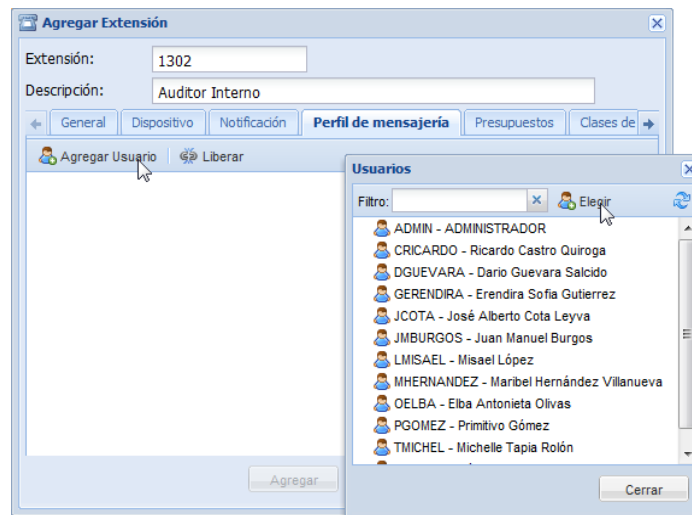 Agregar Extensión
Extensión: 1302
Descripción: Auditor Interno
General Dispositivo Notificación Perfil de mensajería Presupuestos Clases de
Agregar Usuario Liberar
Usuarios
Filtro: Elegir
ADMIN - ADMINISTRADOR
CRICARDO - Ricardo Castro Quiroga
DGUEVARA - Dario Guevara Salcido
GERENDIRA - Erendira Sofia Gutierrez
JCOTA - José Alberto Cota Leyva
JMBURGOS - Juan Manuel Burgos
LMISAEL - Misael López
MHERNANDEZ - Maribel Hernández Villanueva
OELBA - Elba Antonieta Olivas
PGOMEZ - Primitivo Gómez
TMICHEL - Michelle Tapia Rolón
Agregar
Cerrar